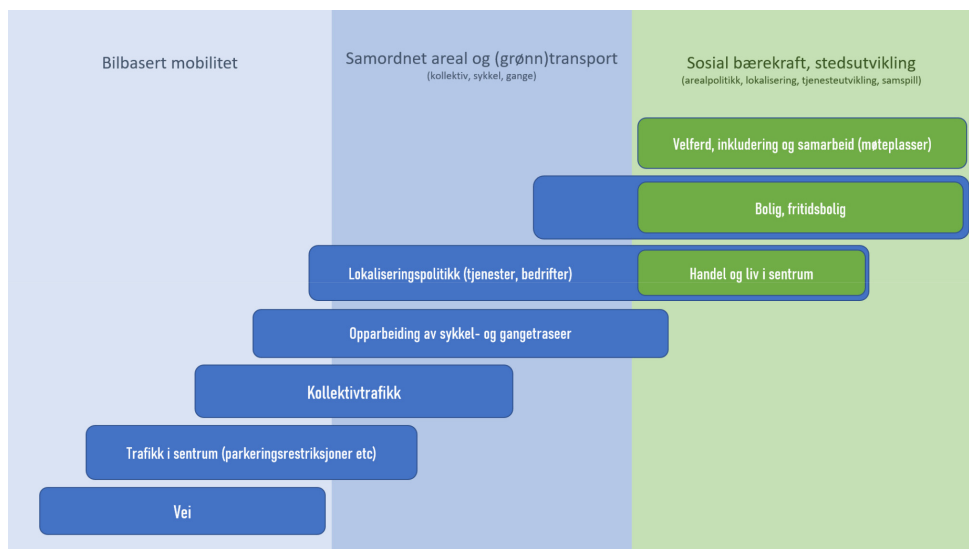 Bilbasert mobilitet
Samordnet areal og (grønn)transport
(kollektiv, sykkel, gange)
Sosial bærekraft, stedsutvikling
(arealpolitikk, lokalisering, tjenesteutvikling, samspill)
Velferd, inkludering og samarbeid (møteplasser)
Bolig, fritidsbolig
Lokaliseringspolitikk (tjenester, bedrifter)
Handel og liv i sentrum
Opparbeiding av sykkel- og gangetraseer
Kollektivtrafikk
Trafikk i sentrum (parkeringsrestriksjoner etc)
Vei